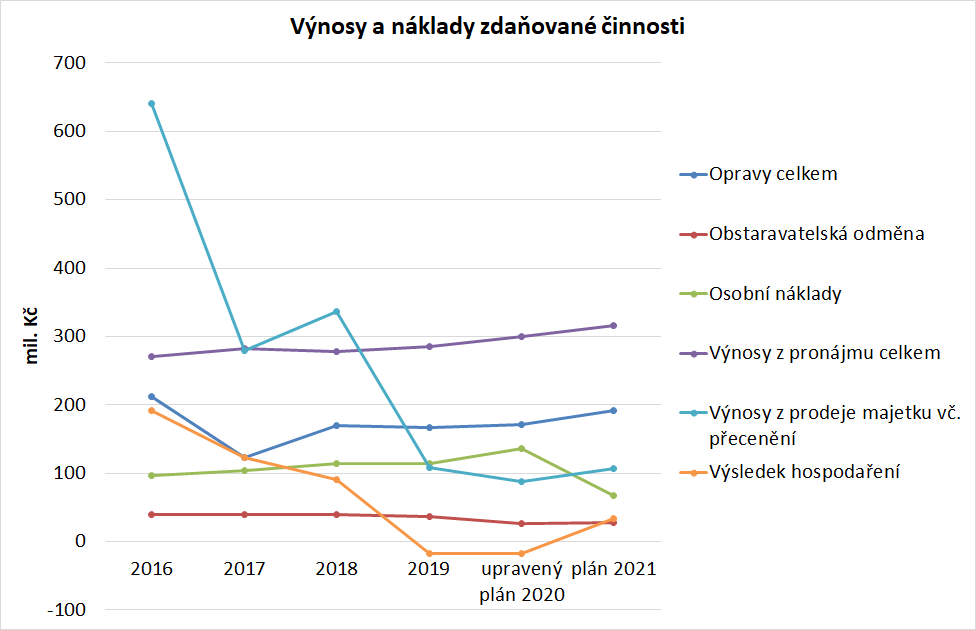 Výnosy a náklady zdaňované činnosti
700
600
500
400
300
200
100
0
-100
mil. Kč
2016 2017 2018 2019 upravený plán 2021
plán 2020
Opravy celkem
Obstaravatelská odměna
Osobní náklady
Výnosy z pronájmu celkem
Výnosy z prodeje majetku vč.
přecenění
Výsledek hospodaření